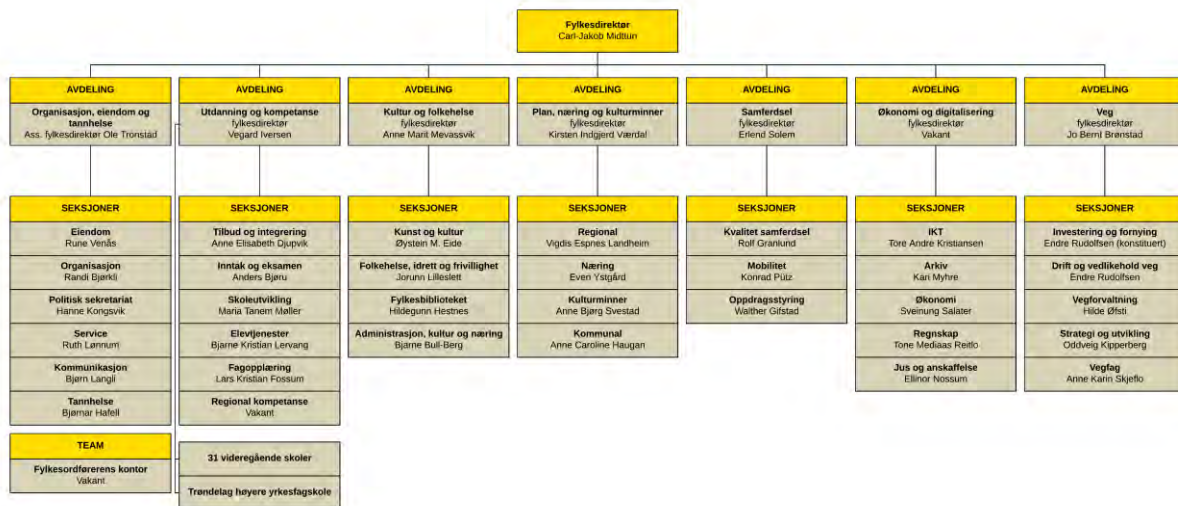 Fylkesdirektør
Carl-Jakob Midttun
AVDELING
Organisasjon, eiendom og
tannhelse
Ass. fylkesdirektør Ole Tronstad
SEKSJONER
Eiendom
Rune Venås
Organisasjon
Randi Bjørkli
Politisk sekretariat
Hanne Kongsvik
Service
Ruth Lønnum
Kommunikasjon
Bjørn Langli
Tannhelse
Bjørnar Hafell
TEAM
Fylkesordførerens kontor
Vakant
AVDELING
Utdanning og kompetanse
fylkesdirektør
Vegard Iversen
SEKSJONER
Tilbud og integrering
Anne Elisabeth Djupvik
Inntak og eksamen
Anders Bjøru
Skoleutvikling
Maria Tanem Møller
Elevtjenester
Bjarne Kristian Lervang
Fagopplæring
Lars Kristian Fossum
Regional kompetanse
Vakant
31 videregående skoler
Trøndelag høyere yrkesfagskole
AVDELING
Kultur og folkehelse
fylkesdirektør
Anne Marit Mevassvik
SEKSJONER
Kunst og kultur
Øystein M. Eide
Folkehelse, idrett og frivillighet
Jorunn Lilleslett
Fylkesbiblioteket
Hildegunn Hestnes
Administrasjon, kultur og næring
Bjarne Bull-Berg
AVDELING
Plan, næring og kulturminner
fylkesdirektør
Kirsten Indgjerd Værdal
SEKSJONER
Regional
Vigdis Espnes Landheim
Næring
Even Ystgård
Kulturminner
Anne Bjørg Svestad
Kommunal
Anne Caroline Haugan
AVDELING
Samferdsel
fylkesdirektør
Erlend Solem
SEKSJONER
Kvalitet samferdsel
Rolf Granlund
Mobilitet
Konrad Pütz
Oppdragsstyring
Walther Gifstad
AVDELING
Økonomi og digitalisering
fylkesdirektør
Vakant
SEKSJONER
IKT
Tore Andre Kristiansen
Arkiv
Kari Myhre
Økonomi
Sveinung Salater
Regnskap
Tone Mediaas Reitlo
Jus og anskaffelse
Ellinor Nossum
AVDELING
Veg
fylkesdirektør
Jo Bernt Brønstad
SEKSJONER
Investering og fornying
Endre Rudolfsen (konstituert)
Drift og vedlikehold veg
Endre Rudolfsen
Vegforvaltning
Hilde Øfsti
Strategi og utvikling
Oddveig Kipperberg
Vegfag
Anne Karin Skjeflo